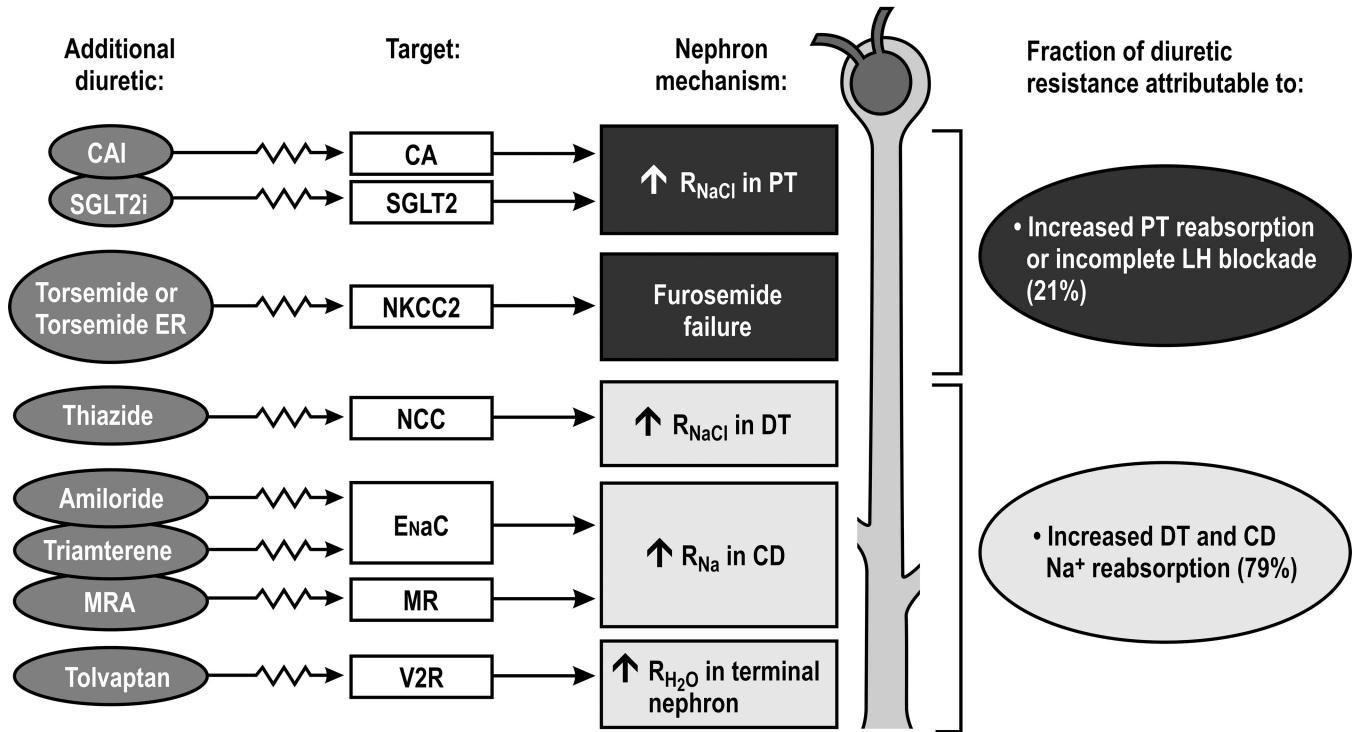 Additional
diuretic:
Target:
Nephron
mechanism:
Fraction of diuretic
resistance attributable to:
CAI
CA
↑ RNaCl in PT
SGLT2i
SGLT2
• Increased PT reabsorption
or incomplete LH blockade
(21%)
Torsemide or
Torsemide ER
NKCC2
Furosemide
failure
Thiazide
NCC
↑ RNaCl in DT
Amiloride
ENaC
Triamterene
↑ RNa in CD
MRA
MR
• Increased DT and CD
Na⁺ reabsorption (79%)
Tolvaptan
V2R
↑ RH₂O in terminal
nephron